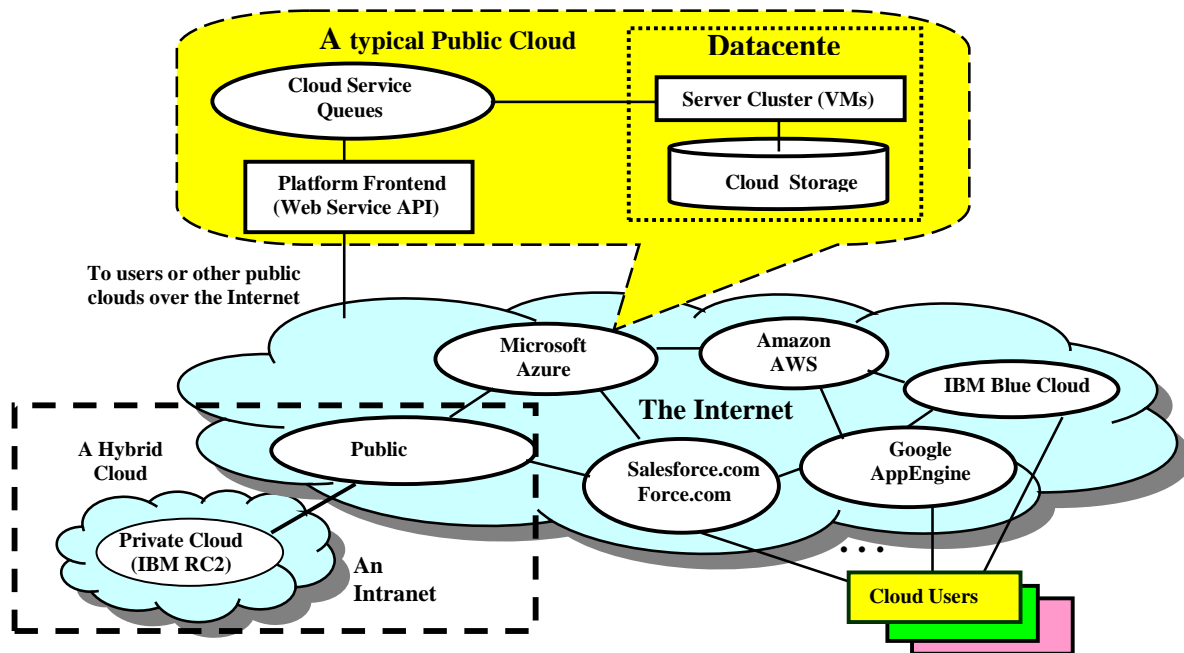 A typical Public Cloud
Datacente
Cloud Service
Queues
Server Cluster (VMs)
Platform Frontend
(Web Service API)
Cloud Storage
To users or other public
clouds over the Internet
Microsoft
Azure
Amazon
AWS
IBM Blue Cloud
The Internet
A Hybrid
Cloud
Public
Salesforce.com
Force.com
Google
AppEngine
Private Cloud
(IBM RC2)
An
Intranet
. . .
Cloud Users